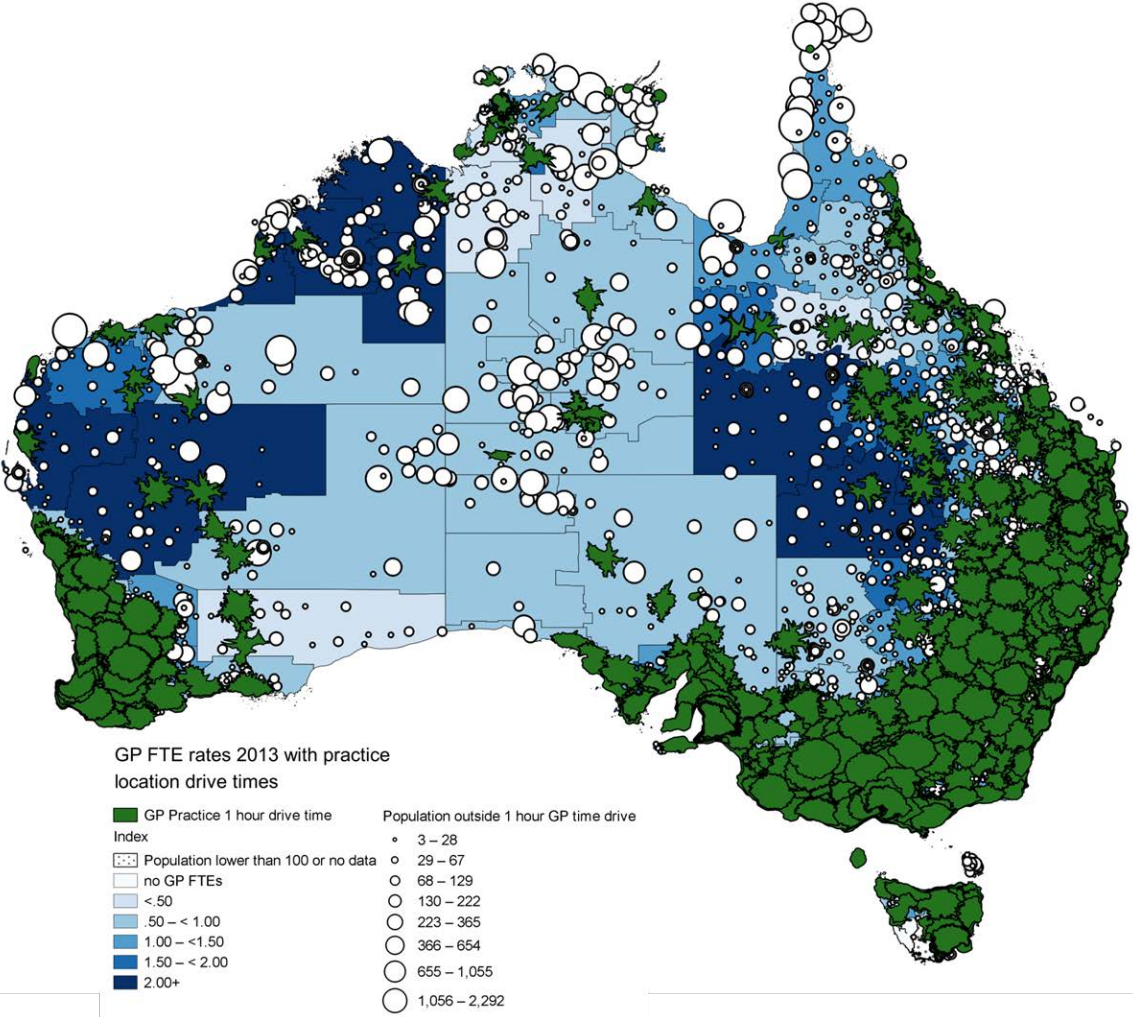 GP FTE rates 2013 with practice
location drive times
GP Practice 1 hour drive time
Index
Population lower than 100 or no data
no GP FTEs
<.50
.50 – < 1.00
1.00 – <1.50
1.50 – < 2.00
2.00+
Population outside 1 hour GP time drive
3 – 28
29 – 67
68 – 129
130 – 222
223 – 365
366 – 654
655 – 1,055
1,056 – 2,292